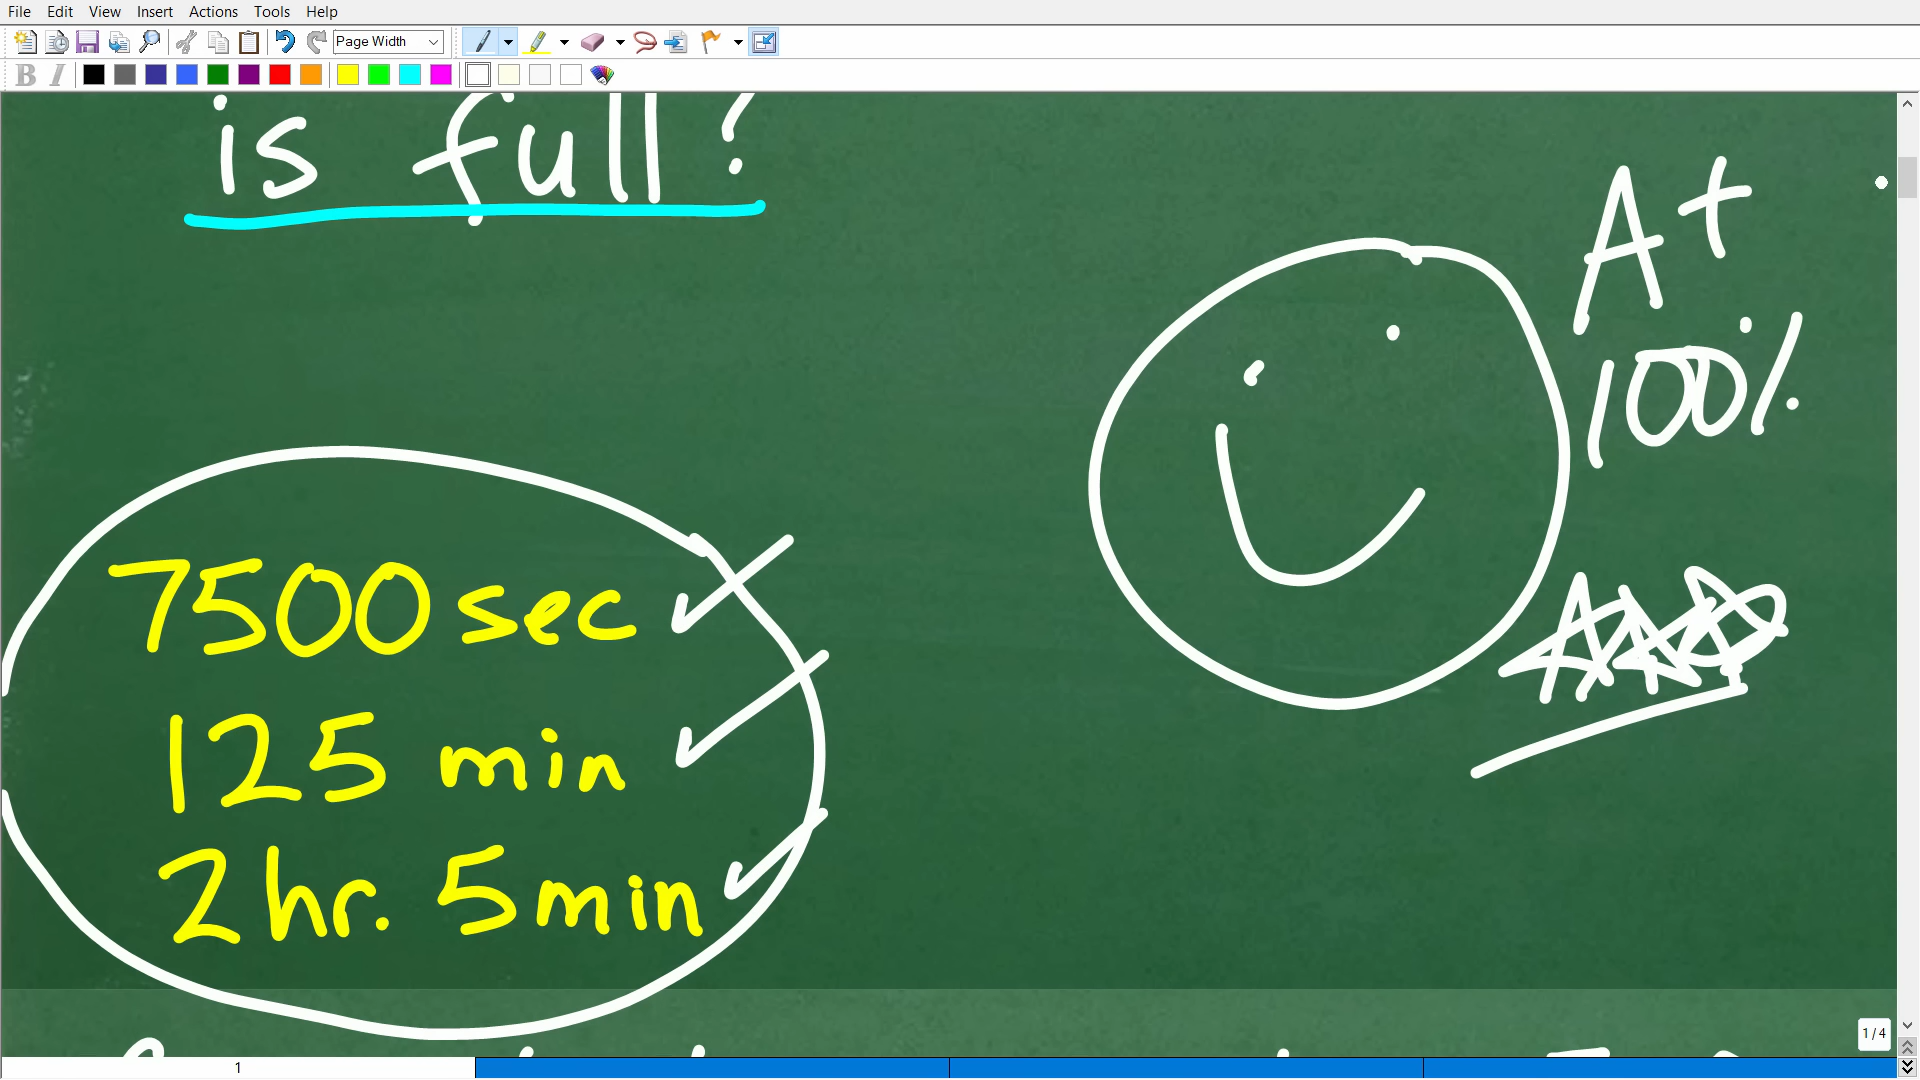 File Edit View Insert Actions Tools Help
Page Width
B I
is full?
A+
100%
7500 sec
125 min
2 hr. 5 min
1 / 4
1